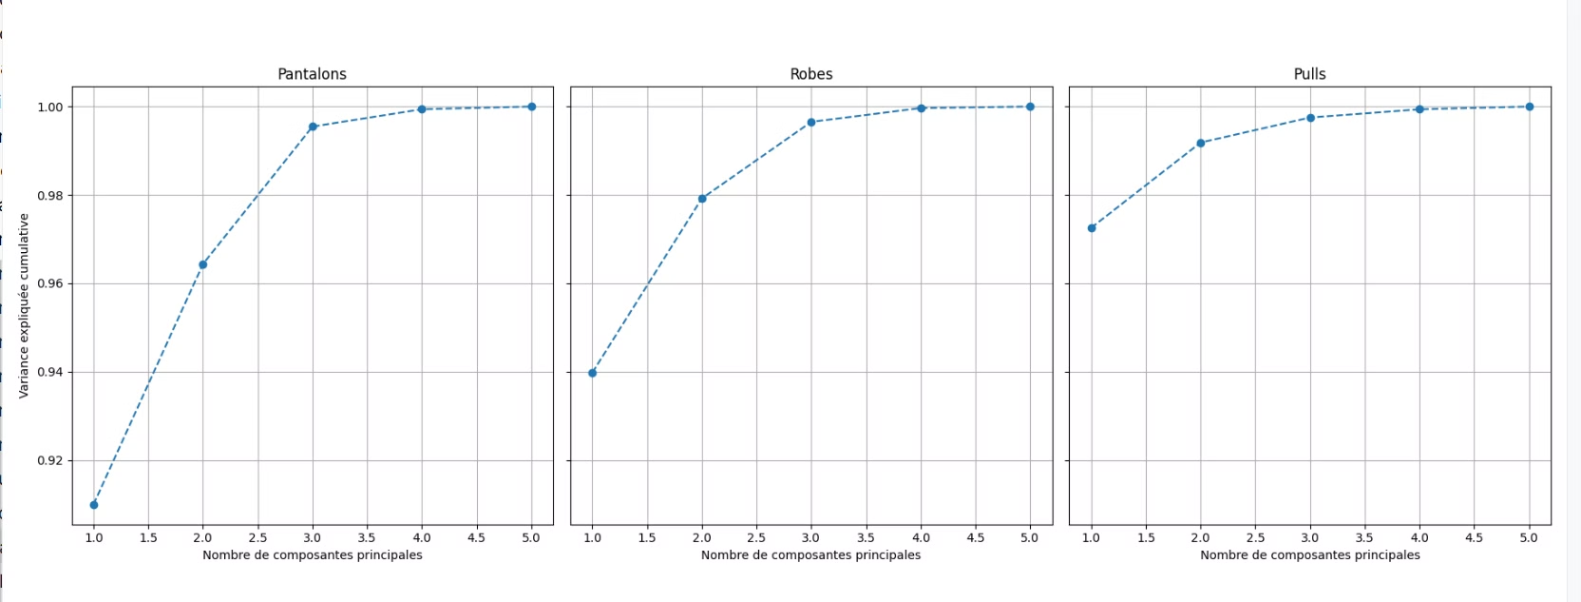 Pantalons
Robes
Pulls
Variance expliquée cumulative
1.00
0.98
0.96
0.94
0.92
1.0 1.5 2.0 2.5 3.0 3.5 4.0 4.5 5.0
Nombre de composantes principales
1.0 1.5 2.0 2.5 3.0 3.5 4.0 4.5 5.0
Nombre de composantes principales
1.0 1.5 2.0 2.5 3.0 3.5 4.0 4.5 5.0
Nombre de composantes principales